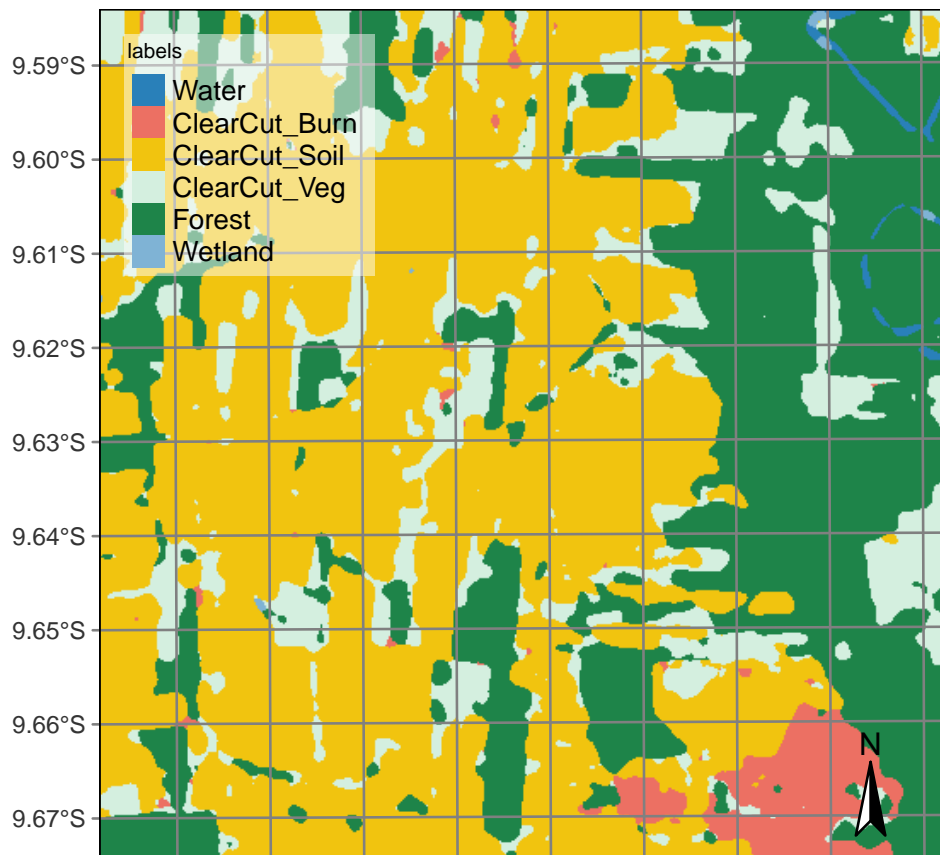 labels
Water
ClearCut_Burn
ClearCut_Soil
ClearCut_Veg
Forest
Wetland
9.59°S
9.60°S
9.61°S
9.62°S
9.63°S
9.64°S
9.65°S
9.66°S
9.67°S
N